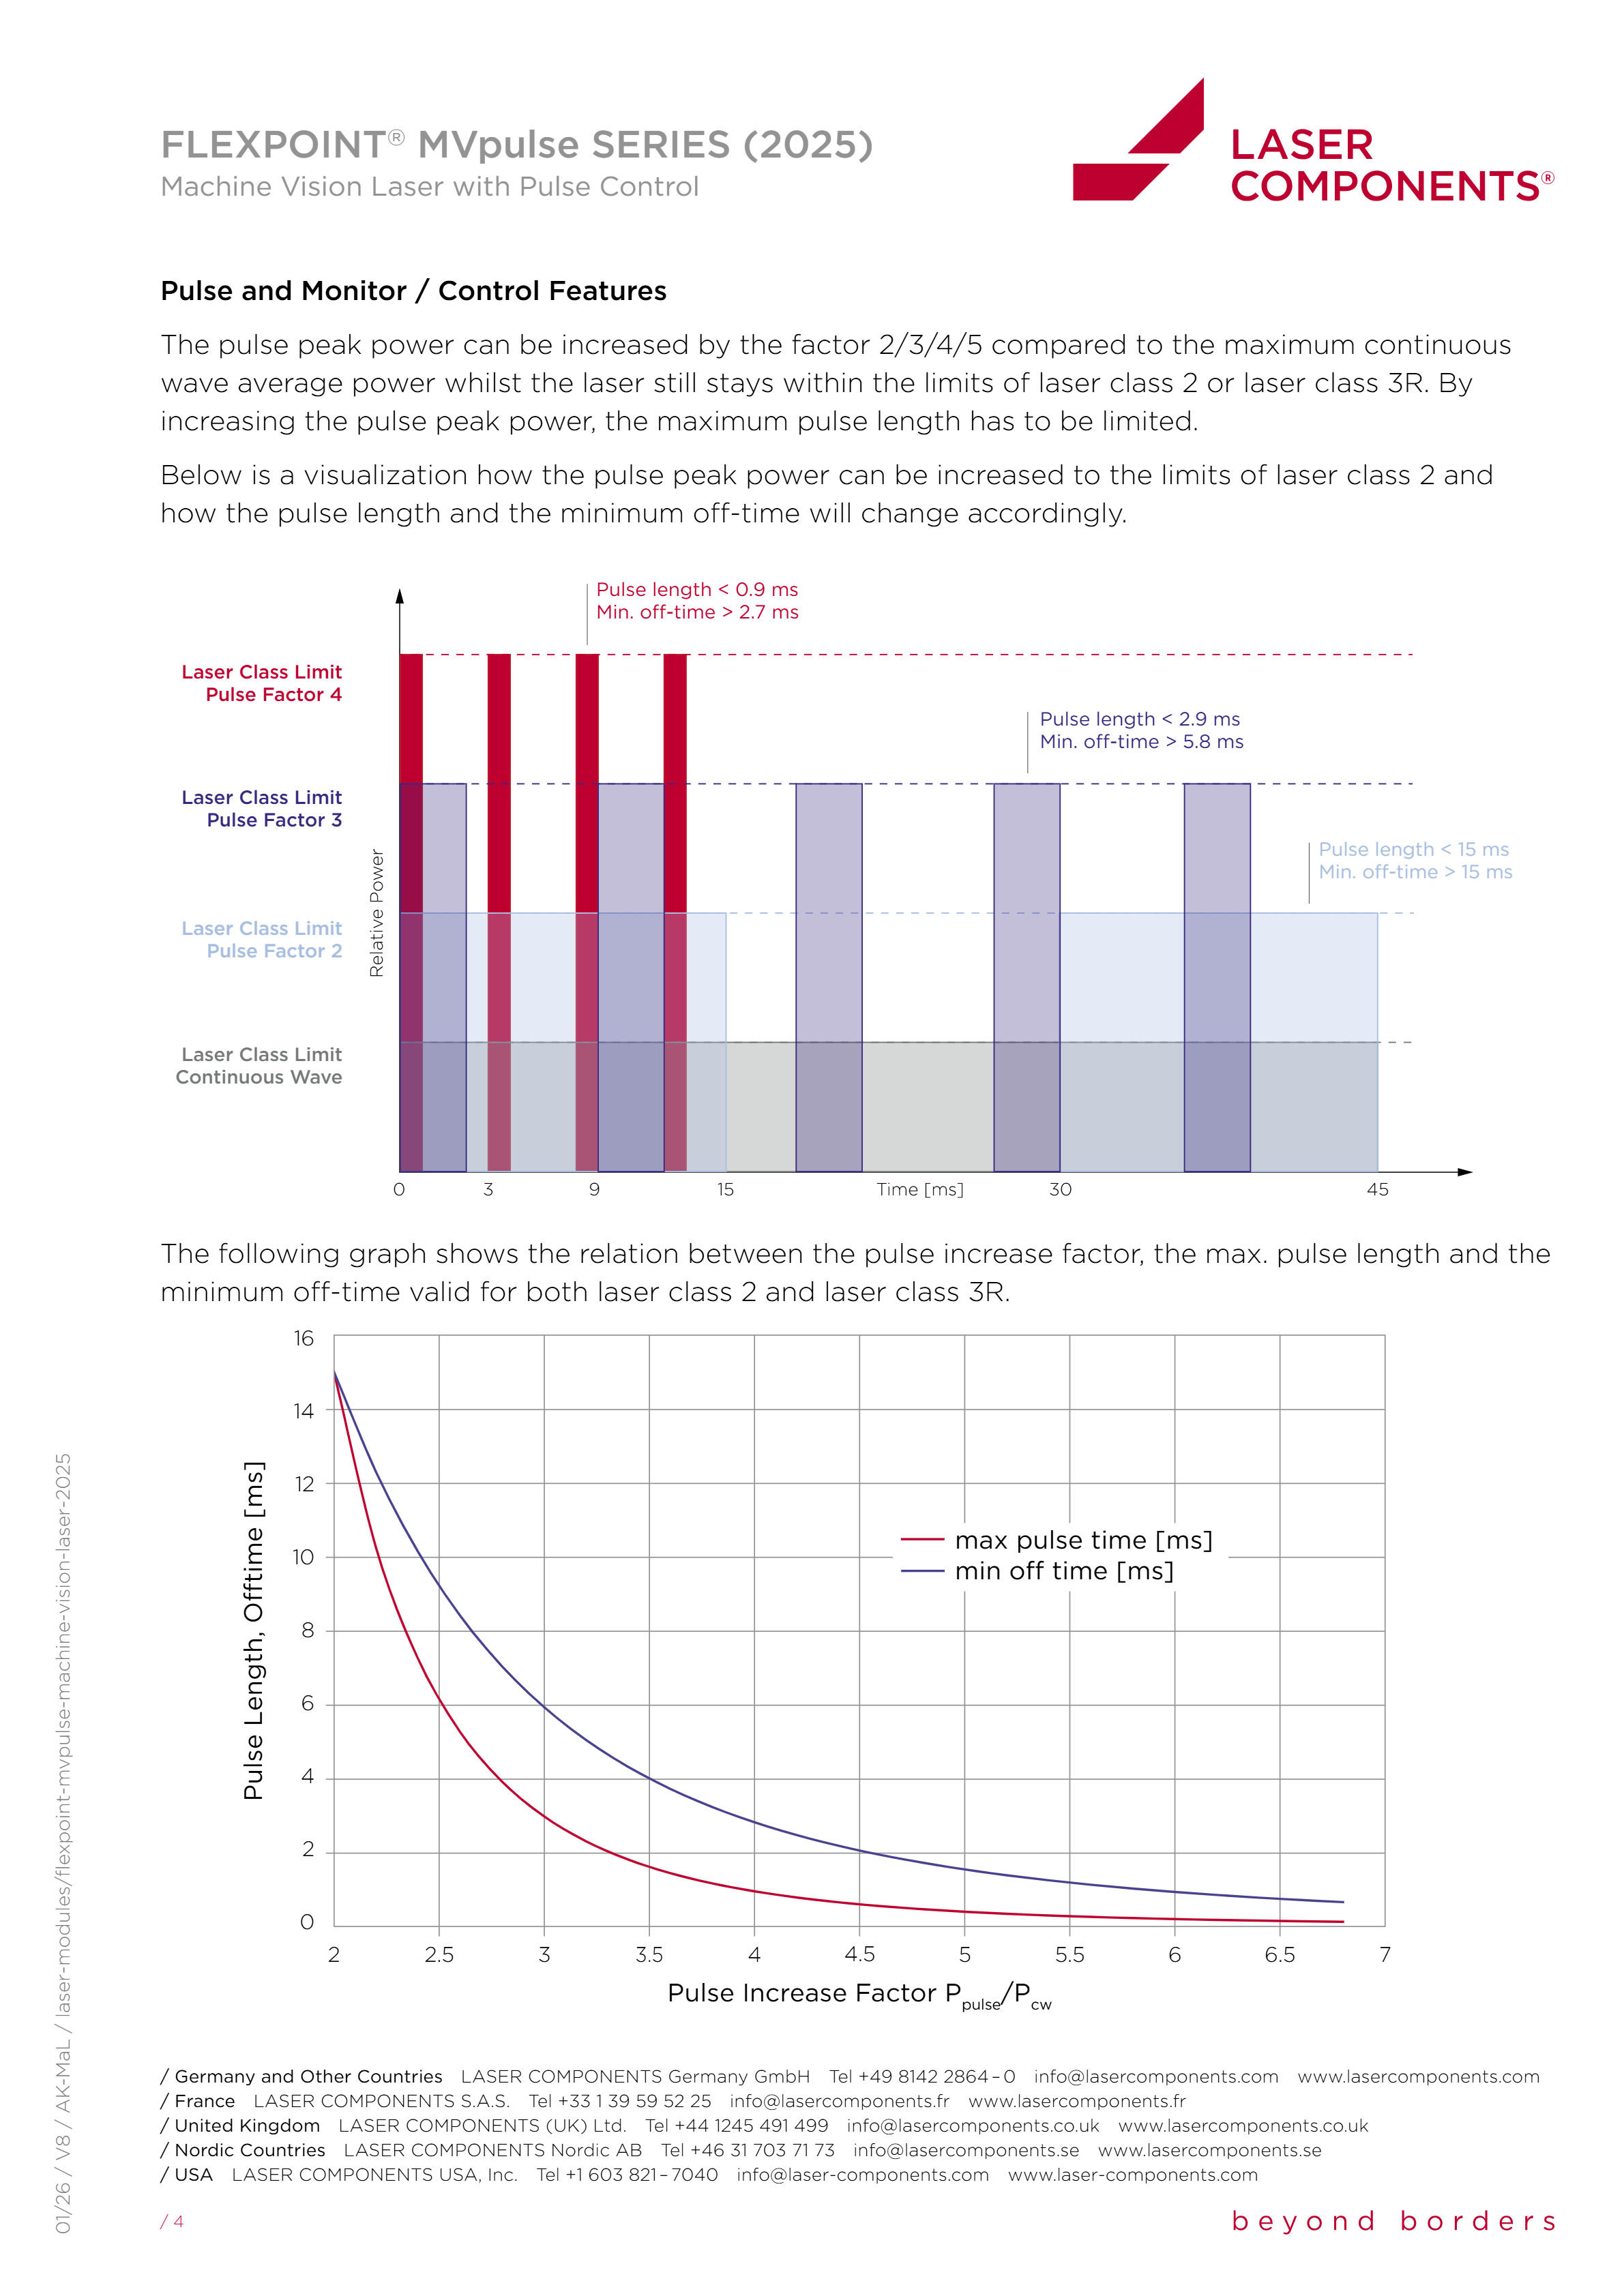 FLEXPOINT® MVpulse SERIES (2025)
Machine Vision Laser with Pulse Control
LASER
COMPONENTS®
Pulse and Monitor / Control Features
The pulse peak power can be increased by the factor 2/3/4/5 compared to the maximum continuous
wave average power whilst the laser still stays within the limits of laser class 2 or laser class 3R. By
increasing the pulse peak power, the maximum pulse length has to be limited.
Below is a visualization how the pulse peak power can be increased to the limits of laser class 2 and
how the pulse length and the minimum off-time will change accordingly.
Pulse length < 0.9 ms
Min. off-time > 2.7 ms
Laser Class Limit
Pulse Factor 4
Pulse length < 2.9 ms
Min. off-time > 5.8 ms
Laser Class Limit
Pulse Factor 3
Pulse length < 15 ms
Min. off-time > 15 ms
Laser Class Limit
Pulse Factor 2
Relative Power
Laser Class Limit
Continuous Wave
0 3 9 15 Time [ms] 30 45
The following graph shows the relation between the pulse increase factor, the max. pulse length and the
minimum off-time valid for both laser class 2 and laser class 3R.
16
14
12
10
8
6
4
2
0
Pulse Length, Offtime [ms]
max pulse time [ms]
min off time [ms]
2 2.5 3 3.5 4 4.5 5 5.5 6 6.5 7
Pulse Increase Factor Ppulse/Pcw
01/26 / V8 / AK-MaL / laser-modules/flexpoint-mvpulse-machine-vision-laser-2025
/ Germany and Other Countries LASER COMPONENTS Germany GmbH Tel +49 8142 2864 – 0 info@lasercomponents.com www.lasercomponents.com
/ France LASER COMPONENTS S.A.S. Tel +33 1 39 59 52 25 info@lasercomponents.fr www.lasercomponents.fr
/ United Kingdom LASER COMPONENTS (UK) Ltd. Tel +44 1245 491 499 info@lasercomponents.co.uk www.lasercomponents.co.uk
/ Nordic Countries LASER COMPONENTS Nordic AB Tel +46 31 703 71 73 info@lasercomponents.se www.lasercomponents.se
/ USA LASER COMPONENTS USA, Inc. Tel +1 603 821 – 7040 info@laser-components.com www.laser-components.com
/ 4
beyond borders